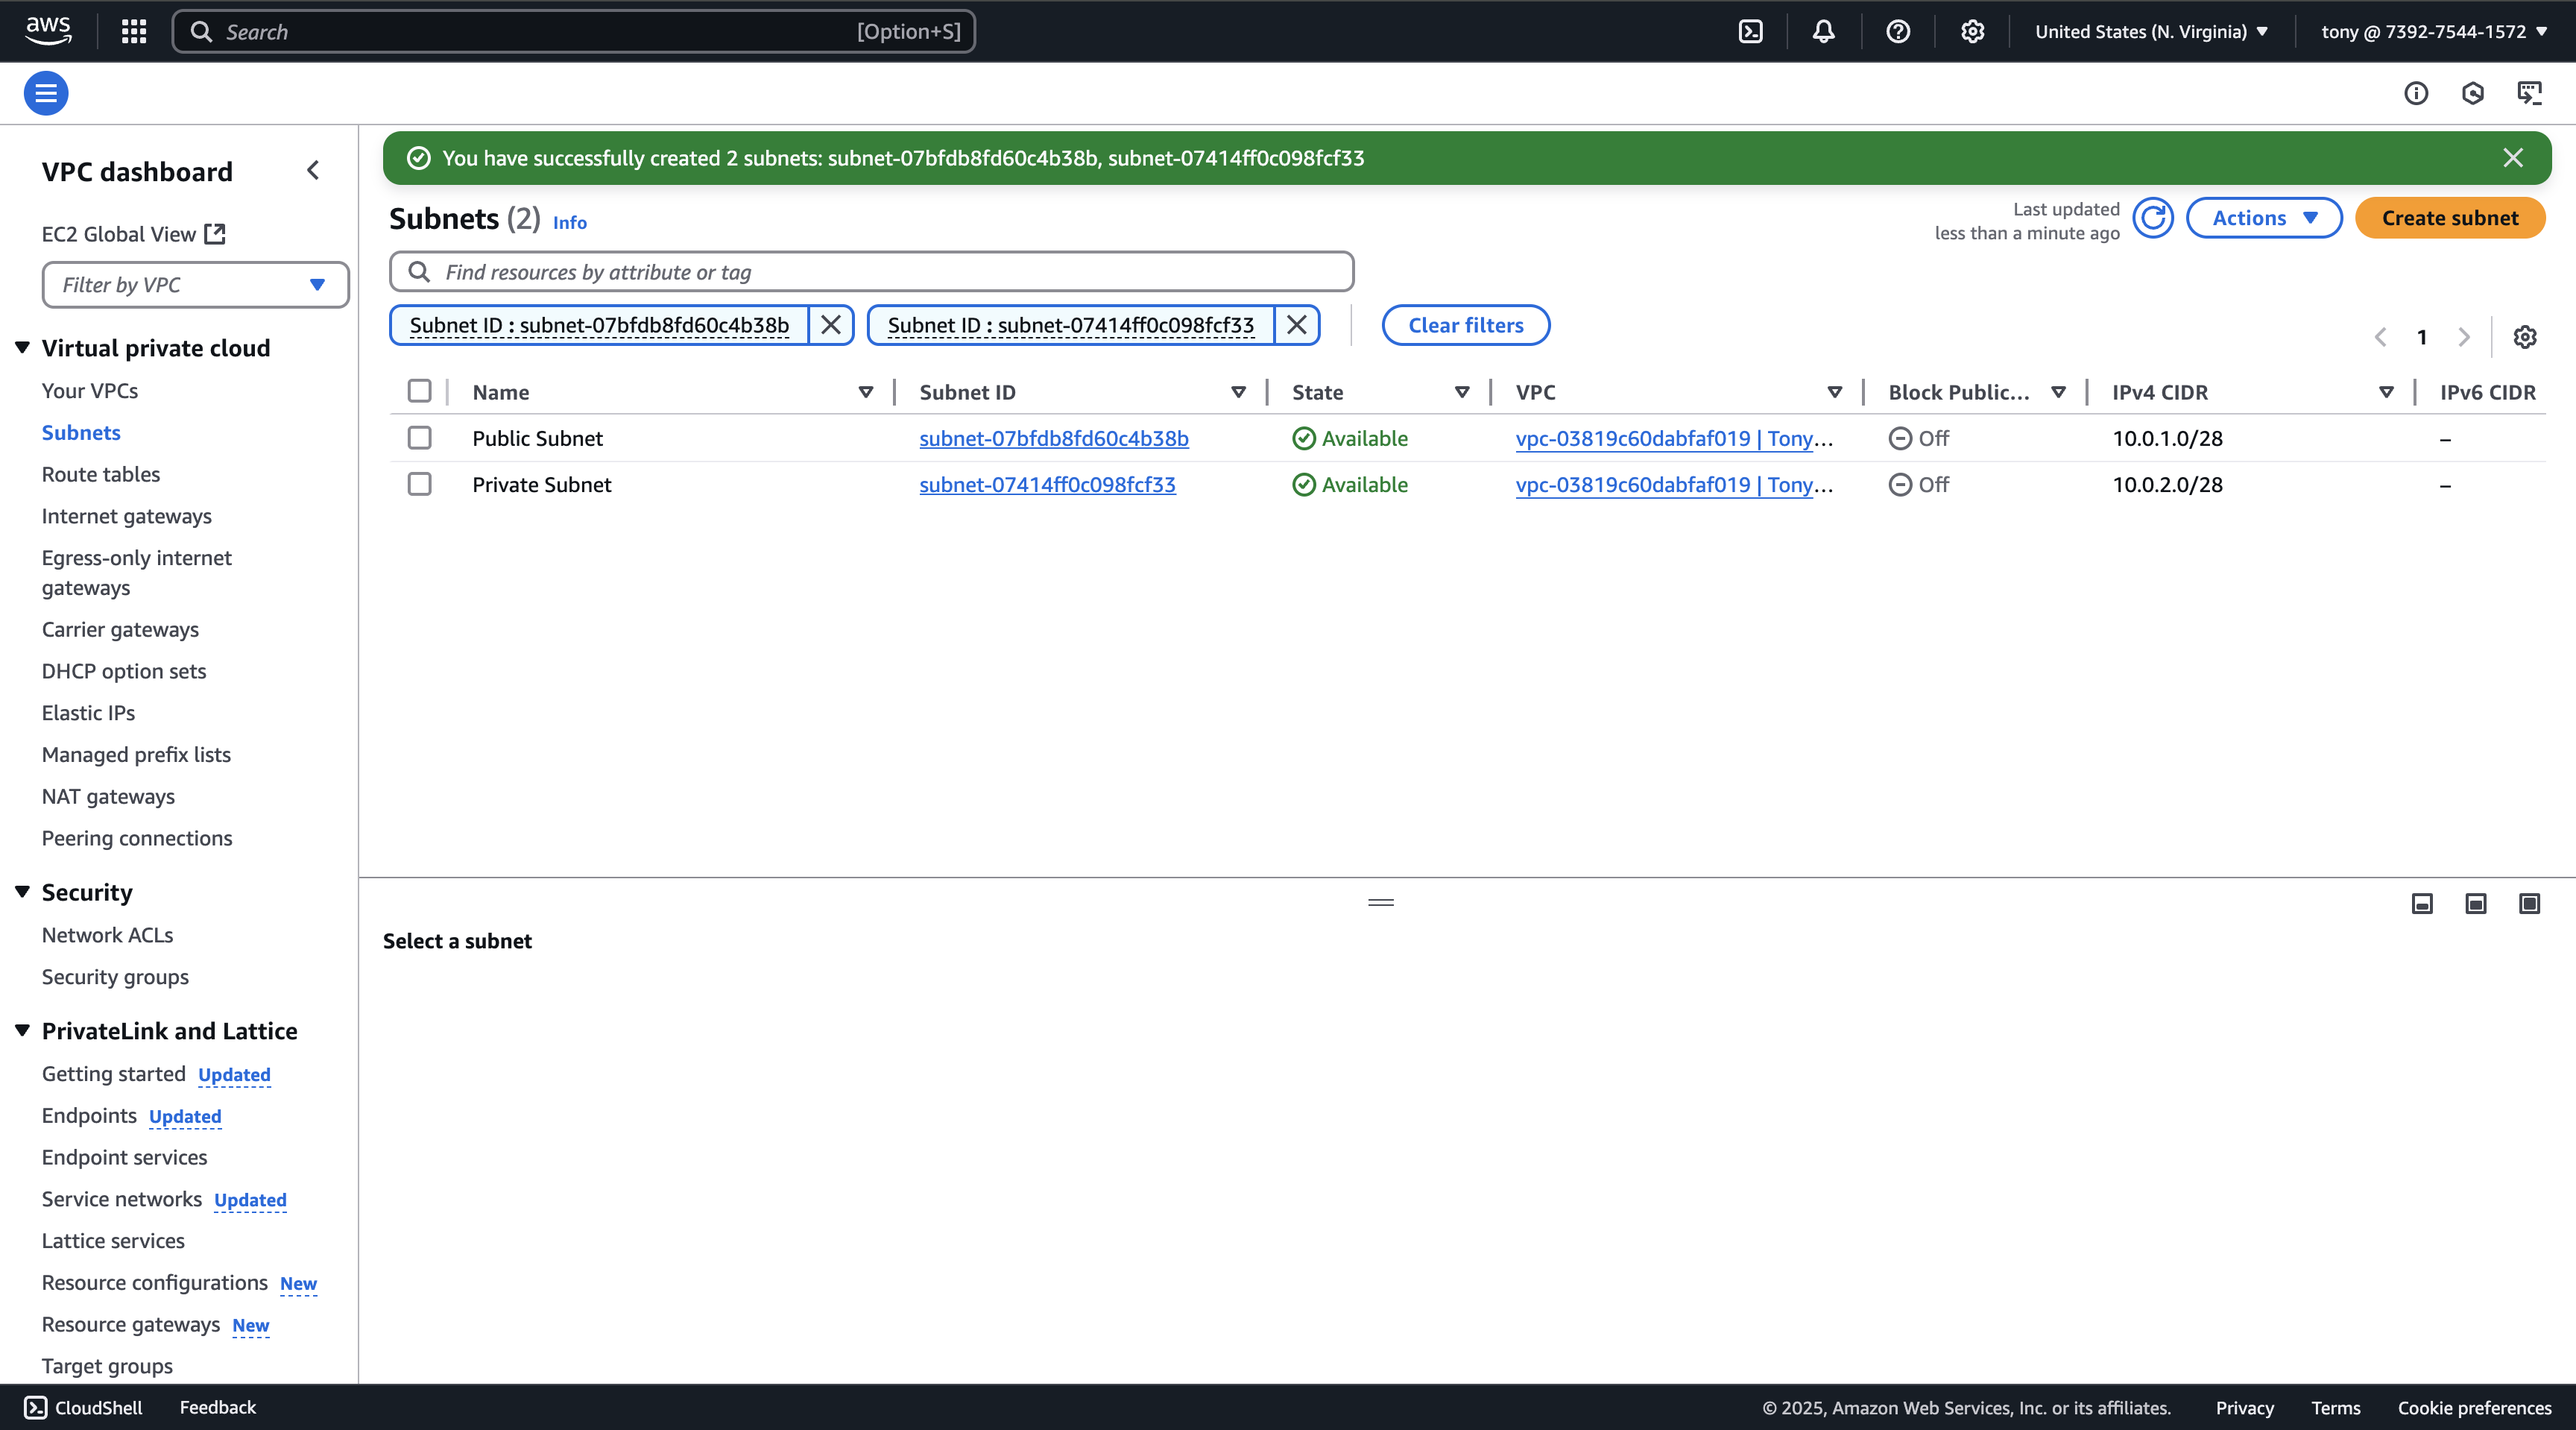 aws
Search [Option+S]
United States (N. Virginia)
tony @ 7392-7544-1572
VPC dashboard
EC2 Global View
Filter by VPC
Virtual private cloud
Your VPCs
Subnets
Route tables
Internet gateways
Egress-only internet
gateways
Carrier gateways
DHCP option sets
Elastic IPs
Managed prefix lists
NAT gateways
Peering connections
Security
Network ACLs
Security groups
PrivateLink and Lattice
Getting started Updated
Endpoints Updated
Endpoint services
Service networks Updated
Lattice services
Resource configurations New
Resource gateways New
Target groups
You have successfully created 2 subnets: subnet-07bfdb8fd60c4b38b, subnet-07414ff0c098fcf33
Subnets (2) Info
Last updated
less than a minute ago
Actions
Create subnet
Find resources by attribute or tag
Subnet ID : subnet-07bfdb8fd60c4b38b
Subnet ID : subnet-07414ff0c098fcf33
Clear filters
1
Name Subnet ID State VPC Block Public... IPv4 CIDR IPv6 CIDR
Public Subnet subnet-07bfdb8fd60c4b38b Available vpc-03819c60dabfaf019 | Tony... Off 10.0.1.0/28 –
Private Subnet subnet-07414ff0c098fcf33 Available vpc-03819c60dabfaf019 | Tony... Off 10.0.2.0/28 –
Select a subnet
CloudShell Feedback
© 2025, Amazon Web Services, Inc. or its affiliates. Privacy Terms Cookie preferences